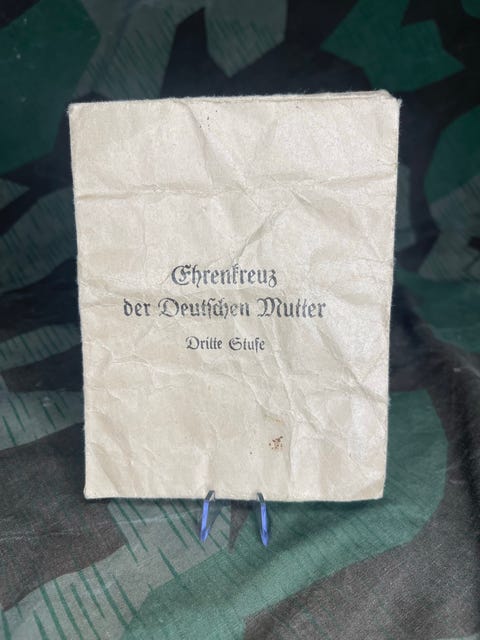 Ehrenkreuz
der Deutschen Mutter
Dritte Stufe